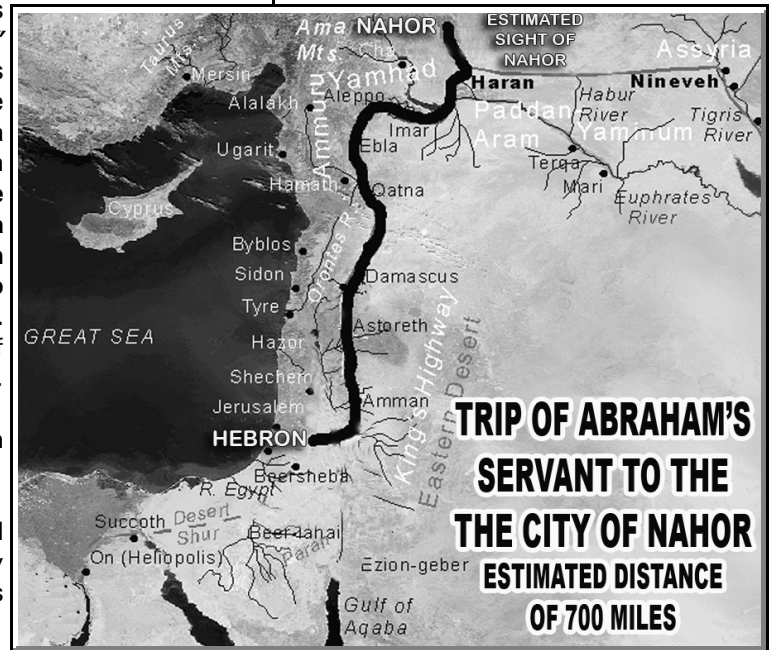 NAHOR
ESTIMATED
SIGHT OF
NAHOR
Ama
Mts.
Taurus
Mts.
Mersin
Cha
Yamhad
Assyria
Haran
Nineveh
Alalakh
Aleppo
Ammuru
Paddan
Aram
Habur
River
Tigris
River
Imar
Yaminum
Ugarit
Ebla
Terqa
Mari
Hamath
Qatna
Euphrates
River
Cyprus
Orontes R.
Byblos
Sidon
Damascus
Tyre
GREAT SEA
Astoreth
Hazor
King's Highway
Eastern Desert
Shechem
Amman
Jerusalem
HEBRON
Beersheba
R. Egypt
Succoth
Desert
Shur
Beer
Paran
On (Heliopolis)
Ezion-geber
Gulf of
Aqaba
TRIP OF ABRAHAM'S
SERVANT TO THE
THE CITY OF NAHOR
ESTIMATED DISTANCE
OF 700 MILES